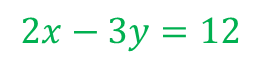 2x − 3y = 12